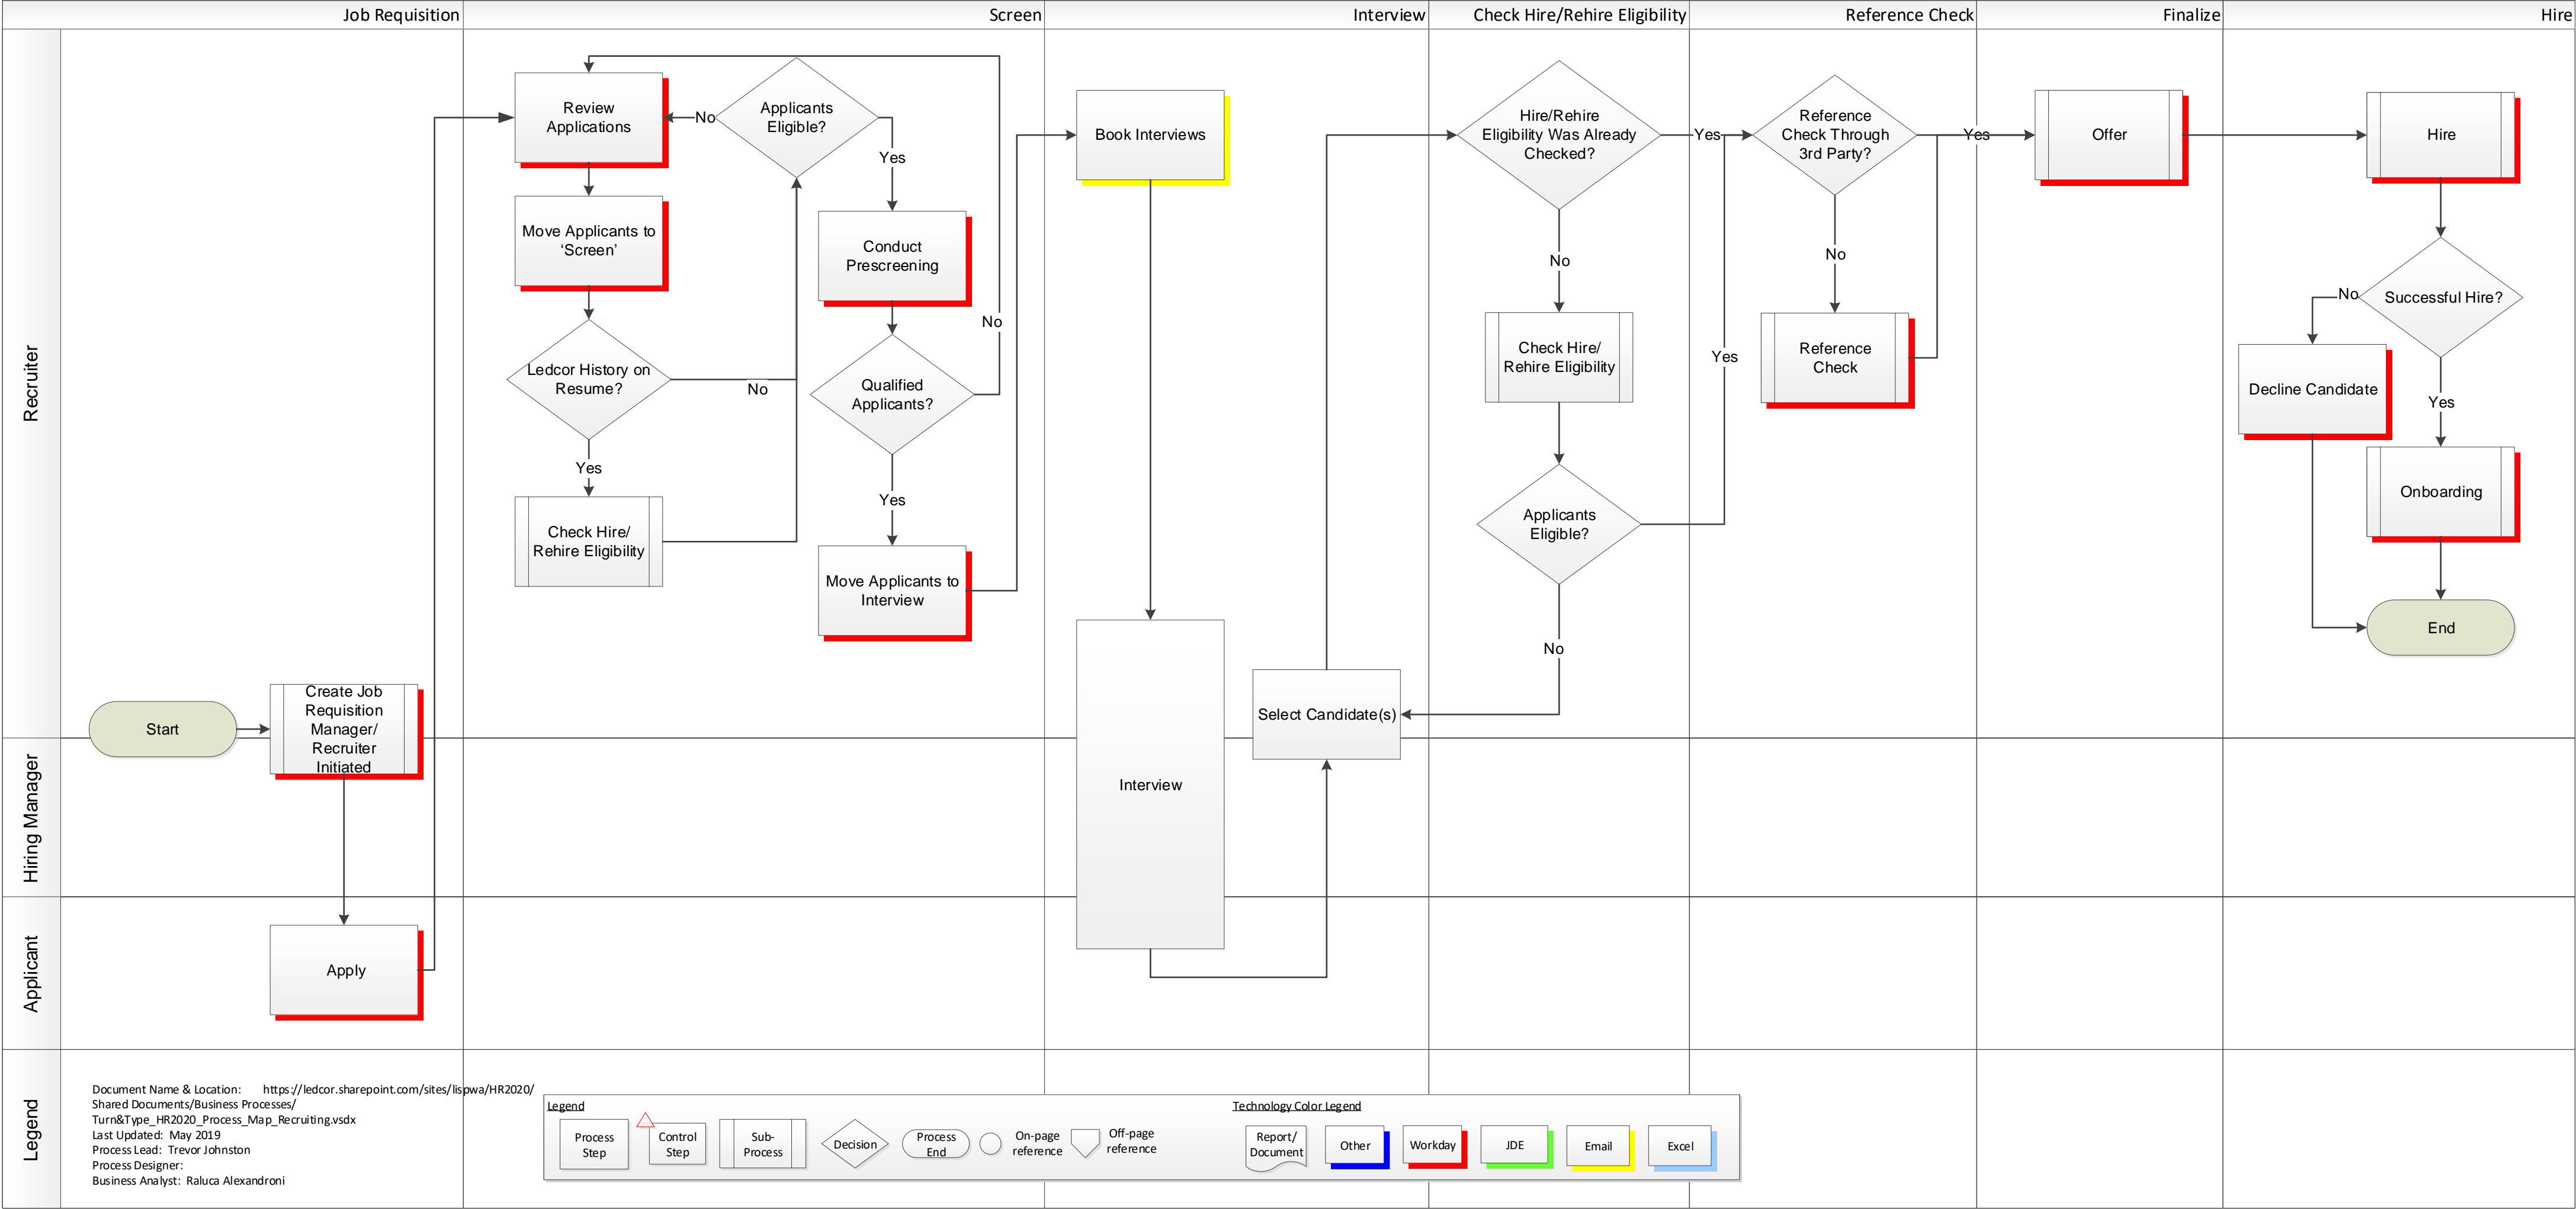 Job Requisition
Screen
Interview
Check Hire/Rehire Eligibility
Reference Check
Finalize
Hire
Recruiter
Start
Create Job
Requisition
Manager/
Recruiter
Initiated
Review
Applications
No
Applicants
Eligible?
Yes
Move Applicants to
‘Screen’
Conduct
Prescreening
No
Ledcor History on
Resume?
No
Qualified
Applicants?
Yes
Yes
Check Hire/
Rehire Eligibility
Move Applicants to
Interview
Book Interviews
Interview
Select Candidate(s)
Hire/Rehire
Eligibility Was Already
Checked?
Yes
No
Check Hire/
Rehire Eligibility
Yes
Applicants
Eligible?
No
Reference
Check Through
3rd Party?
Yes
No
Reference
Check
Offer
Hire
Successful Hire?
No
Decline Candidate
Yes
Onboarding
End
Hiring Manager
Applicant
Apply
Legend
Document Name & Location: https://ledcor.sharepoint.com/sites/lispwa/HR2020/
Shared Documents/Business Processes/
Turn&Type_HR2020_Process_Map_Recruiting.vsdx
Last Updated: May 2019
Process Lead: Trevor Johnston
Process Designer:
Business Analyst: Raluca Alexandroni
Legend
Process
Step
Control
Step
Sub-
Process
Decision
Process
End
On-page
reference
Off-page
reference
Technology Color Legend
Report/
Document
Other
Workday
JDE
Email
Excel